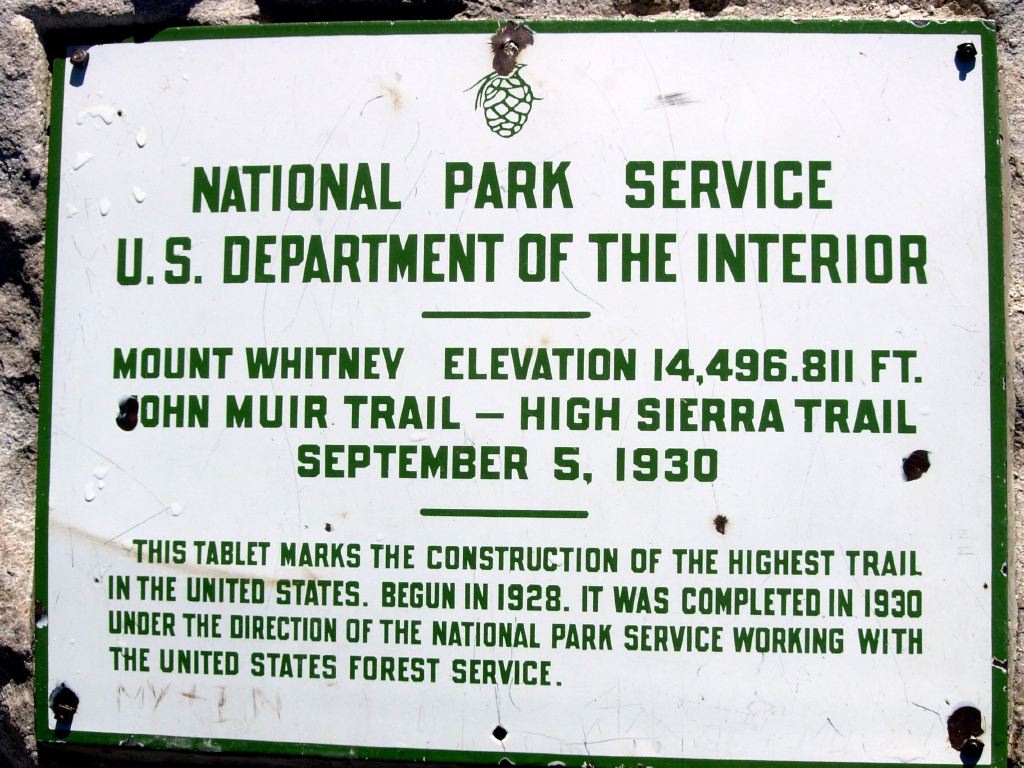 NATIONAL PARK SERVICE
U.S. DEPARTMENT OF THE INTERIOR
MOUNT WHITNEY ELEVATION 14,496.811 FT.
JOHN MUIR TRAIL – HIGH SIERRA TRAIL
SEPTEMBER 5, 1930
THIS TABLET MARKS THE CONSTRUCTION OF THE HIGHEST TRAIL
IN THE UNITED STATES. BEGUN IN 1928. IT WAS COMPLETED IN 1930
UNDER THE DIRECTION OF THE NATIONAL PARK SERVICE WORKING WITH
THE UNITED STATES FOREST SERVICE.